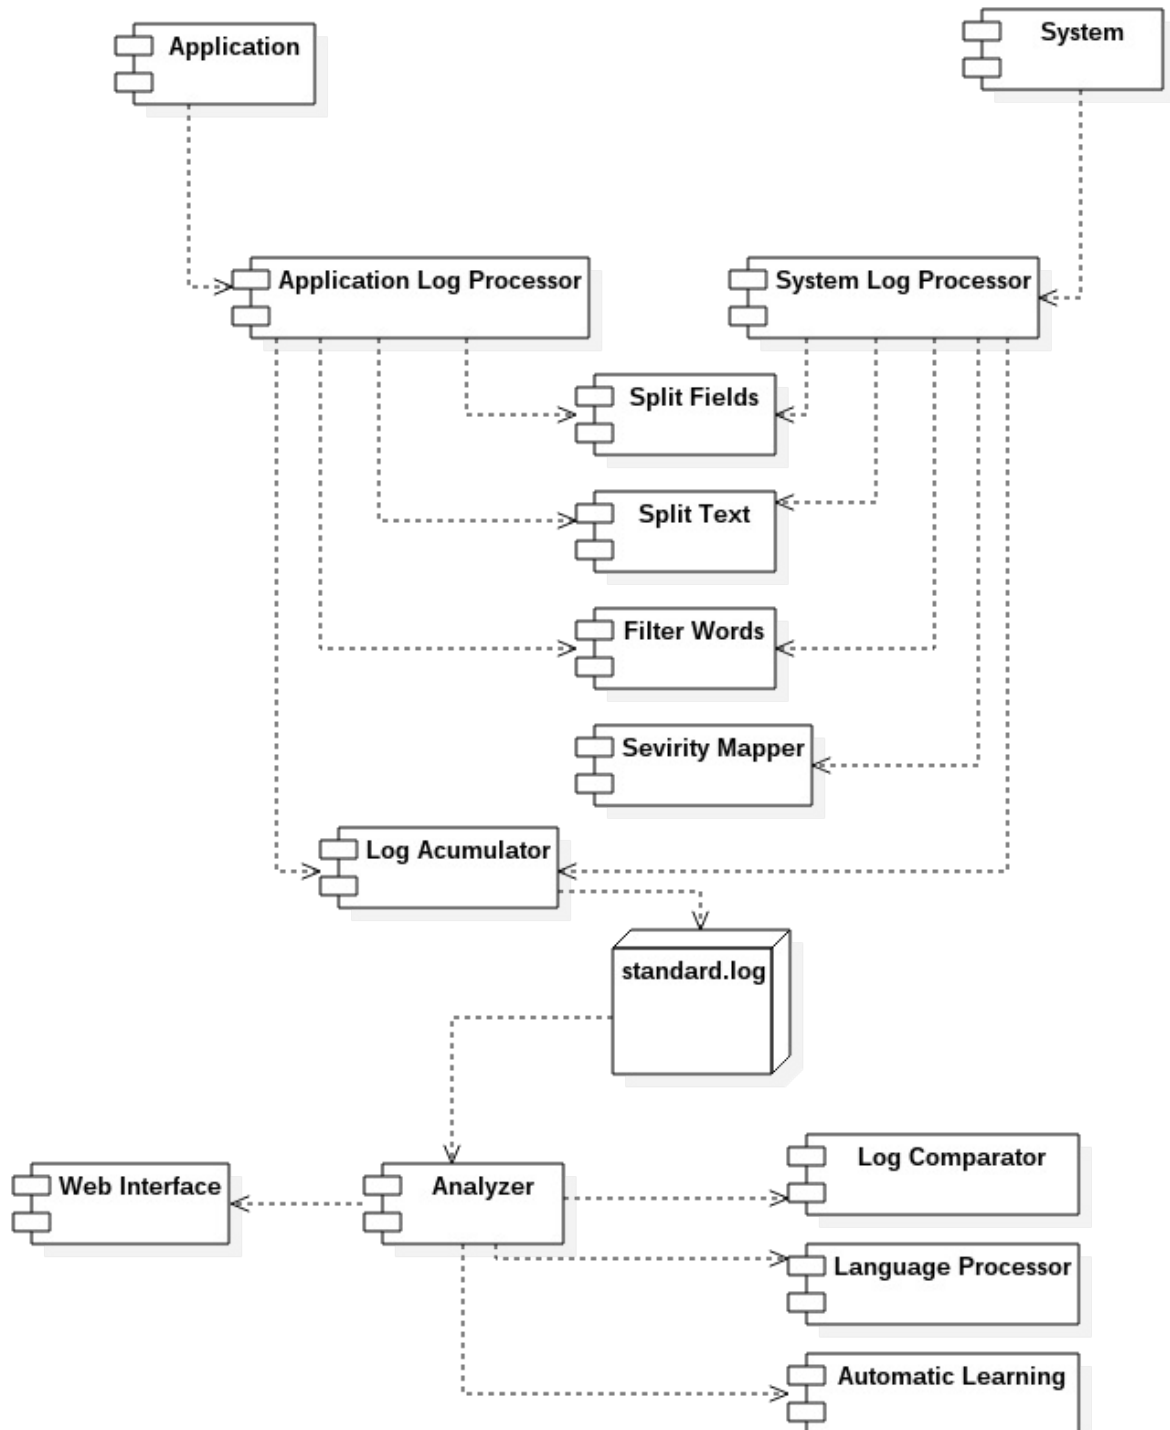 Application
System
Application Log Processor
System Log Processor
Split Fields
Split Text
Filter Words
Sevirity Mapper
Log Acumulator
standard.log
Log Comparator
Web Interface
Analyzer
Language Processor
Automatic Learning